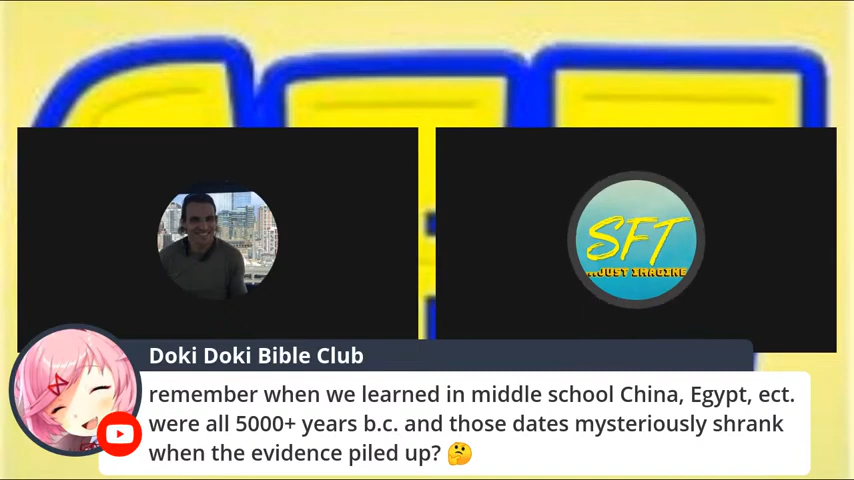 SFT
...JUST IMAGINE
Doki Doki Bible Club
remember when we learned in middle school China, Egypt, ect.
were all 5000+ years b.c. and those dates mysteriously shrank
when the evidence piled up? 🤔